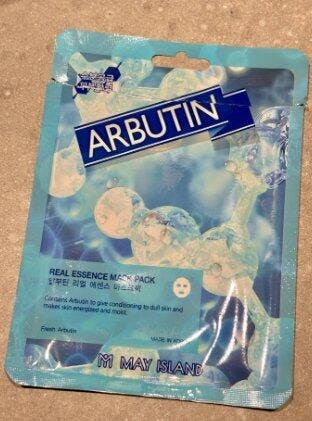 ARBUTIN
REAL ESSENCE MASK PACK
알부틴 리얼 에센스 마스크팩
Contains Arbutin to give conditioning to dull skin and
makes skin energized and moist.
Fresh Arbutin
MADE IN KOREA
MAY ISLAND